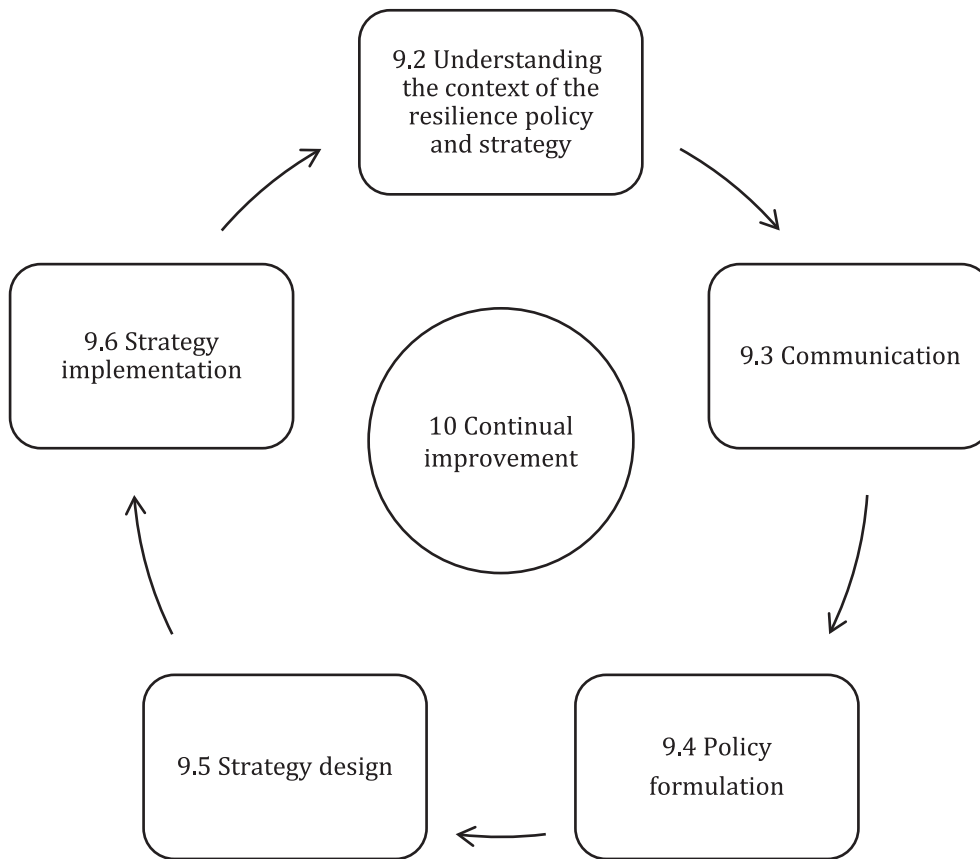 9.2 Understanding
the context of the
resilience policy
and strategy
9.3 Communication
9.4 Policy
formulation
9.5 Strategy design
9.6 Strategy
implementation
10 Continual
improvement